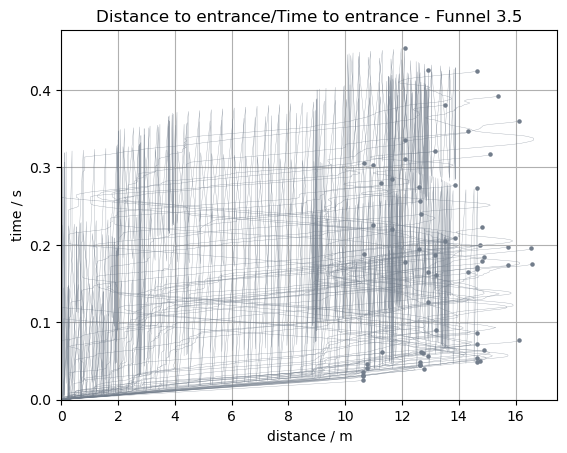 Distance to entrance/Time to entrance - Funnel 3.5
time / s
0.4
0.3
0.2
0.1
0.0
0 2 4 6 8 10 12 14 16
distance / m